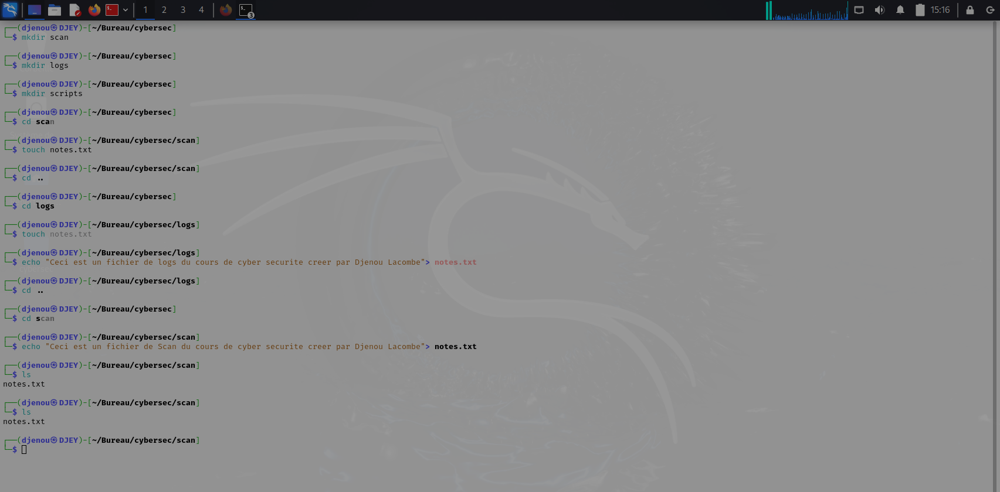 1 2 3 4 3 15:16
┌──(djenou㉿DJEY)-[~/Bureau/cybersec]
└─$ mkdir scan
┌──(djenou㉿DJEY)-[~/Bureau/cybersec]
└─$ mkdir logs
┌──(djenou㉿DJEY)-[~/Bureau/cybersec]
└─$ mkdir scripts
┌──(djenou㉿DJEY)-[~/Bureau/cybersec]
└─$ cd scan
┌──(djenou㉿DJEY)-[~/Bureau/cybersec/scan]
└─$ touch notes.txt
┌──(djenou㉿DJEY)-[~/Bureau/cybersec/scan]
└─$ cd ..
┌──(djenou㉿DJEY)-[~/Bureau/cybersec]
└─$ cd logs
┌──(djenou㉿DJEY)-[~/Bureau/cybersec/logs]
└─$ touch notes.txt
┌──(djenou㉿DJEY)-[~/Bureau/cybersec/logs]
└─$ echo "Ceci est un fichier de logs du cours de cyber securite creer par Djenou Lacombe"> notes.txt
┌──(djenou㉿DJEY)-[~/Bureau/cybersec/logs]
└─$ cd ..
┌──(djenou㉿DJEY)-[~/Bureau/cybersec]
└─$ cd scan
┌──(djenou㉿DJEY)-[~/Bureau/cybersec/scan]
└─$ echo "Ceci est un fichier de Scan du cours de cyber securite creer par Djenou Lacombe"> notes.txt
┌──(djenou㉿DJEY)-[~/Bureau/cybersec/scan]
└─$ ls
notes.txt
┌──(djenou㉿DJEY)-[~/Bureau/cybersec/scan]
└─$ ls
notes.txt
┌──(djenou㉿DJEY)-[~/Bureau/cybersec/scan]
└─$